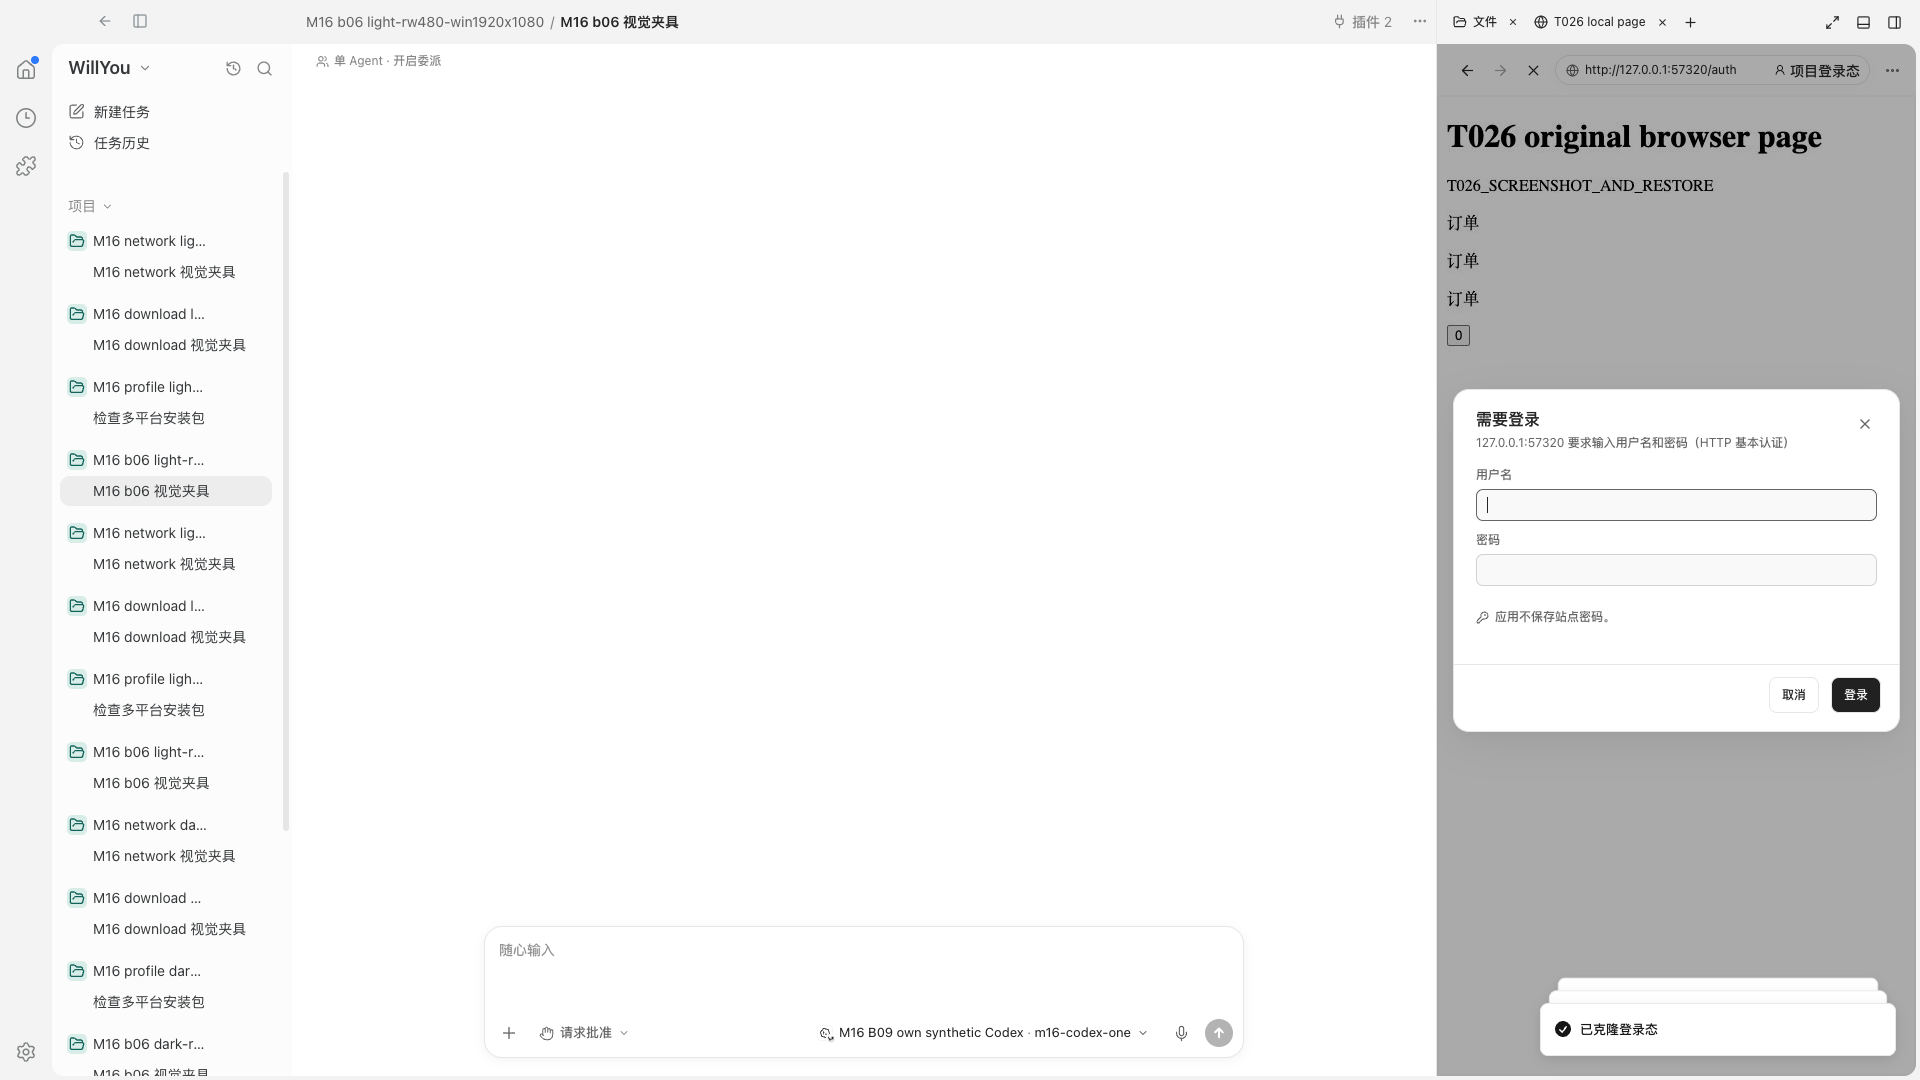 M16 b06 light-rw480-win1920x1080 / M16 b06 视觉夹具
插件 2
文件
T026 local page
WillYou
新建任务
任务历史
项目
M16 network lig...
M16 network 视觉夹具
M16 download l...
M16 download 视觉夹具
M16 profile ligh...
检查多平台安装包
M16 b06 light-r...
M16 b06 视觉夹具
M16 network lig...
M16 network 视觉夹具
M16 download l...
M16 download 视觉夹具
M16 profile ligh...
检查多平台安装包
M16 b06 light-r...
M16 b06 视觉夹具
M16 network da...
M16 network 视觉夹具
M16 download ...
M16 download 视觉夹具
M16 profile dar...
检查多平台安装包
M16 b06 dark-r...
M16 b06 视觉夹具
单 Agent · 开启委派
随心输入
请求批准
M16 B09 own synthetic Codex · m16-codex-one
http://127.0.0.1:57320/auth
项目登录态
T026 original browser page
T026_SCREENSHOT_AND_RESTORE
订单
订单
订单
0
需要登录
127.0.0.1:57320 要求输入用户名和密码（HTTP 基本认证）
用户名
密码
应用不保存站点密码。
取消
登录
已克隆登录态